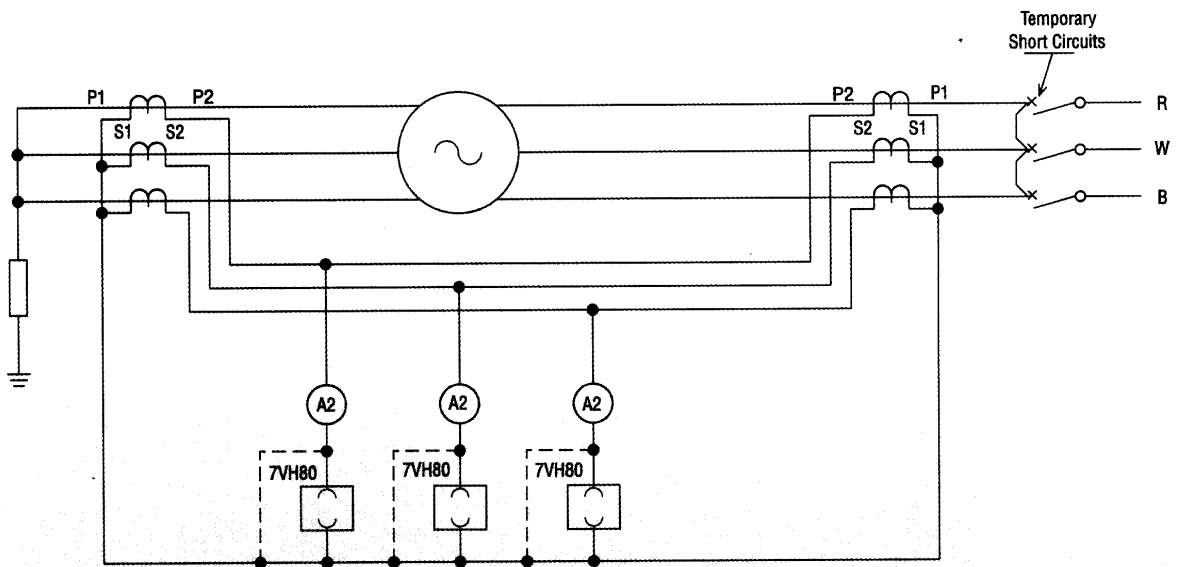 Temporary
Short Circuits
P1 P2 P2 P1 R
S1 S2 S2 S1
W
B
A2 A2 A2
7VH80 7VH80 7VH80